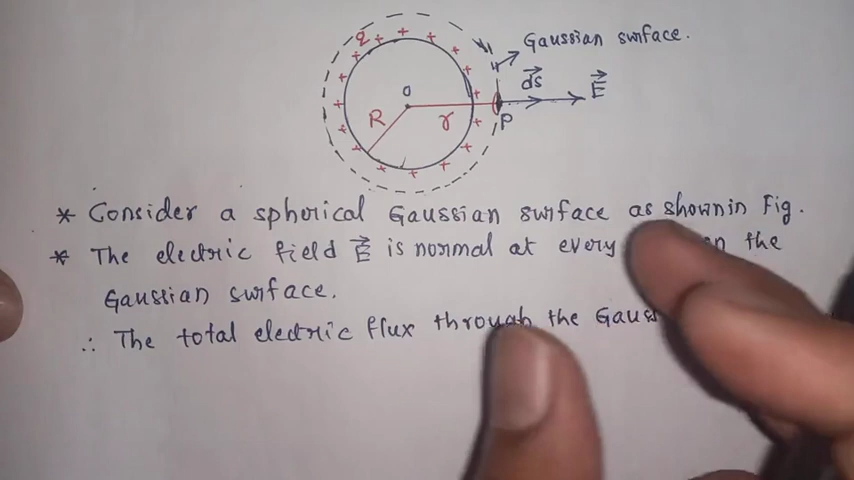 q
Gaussian surface.
O
ds
E
R
r
P
* Consider a spherical Gaussian surface as shown in Fig.
* The electric field E is normal at every the
Gaussian surface.
∴ The total electric flux through the